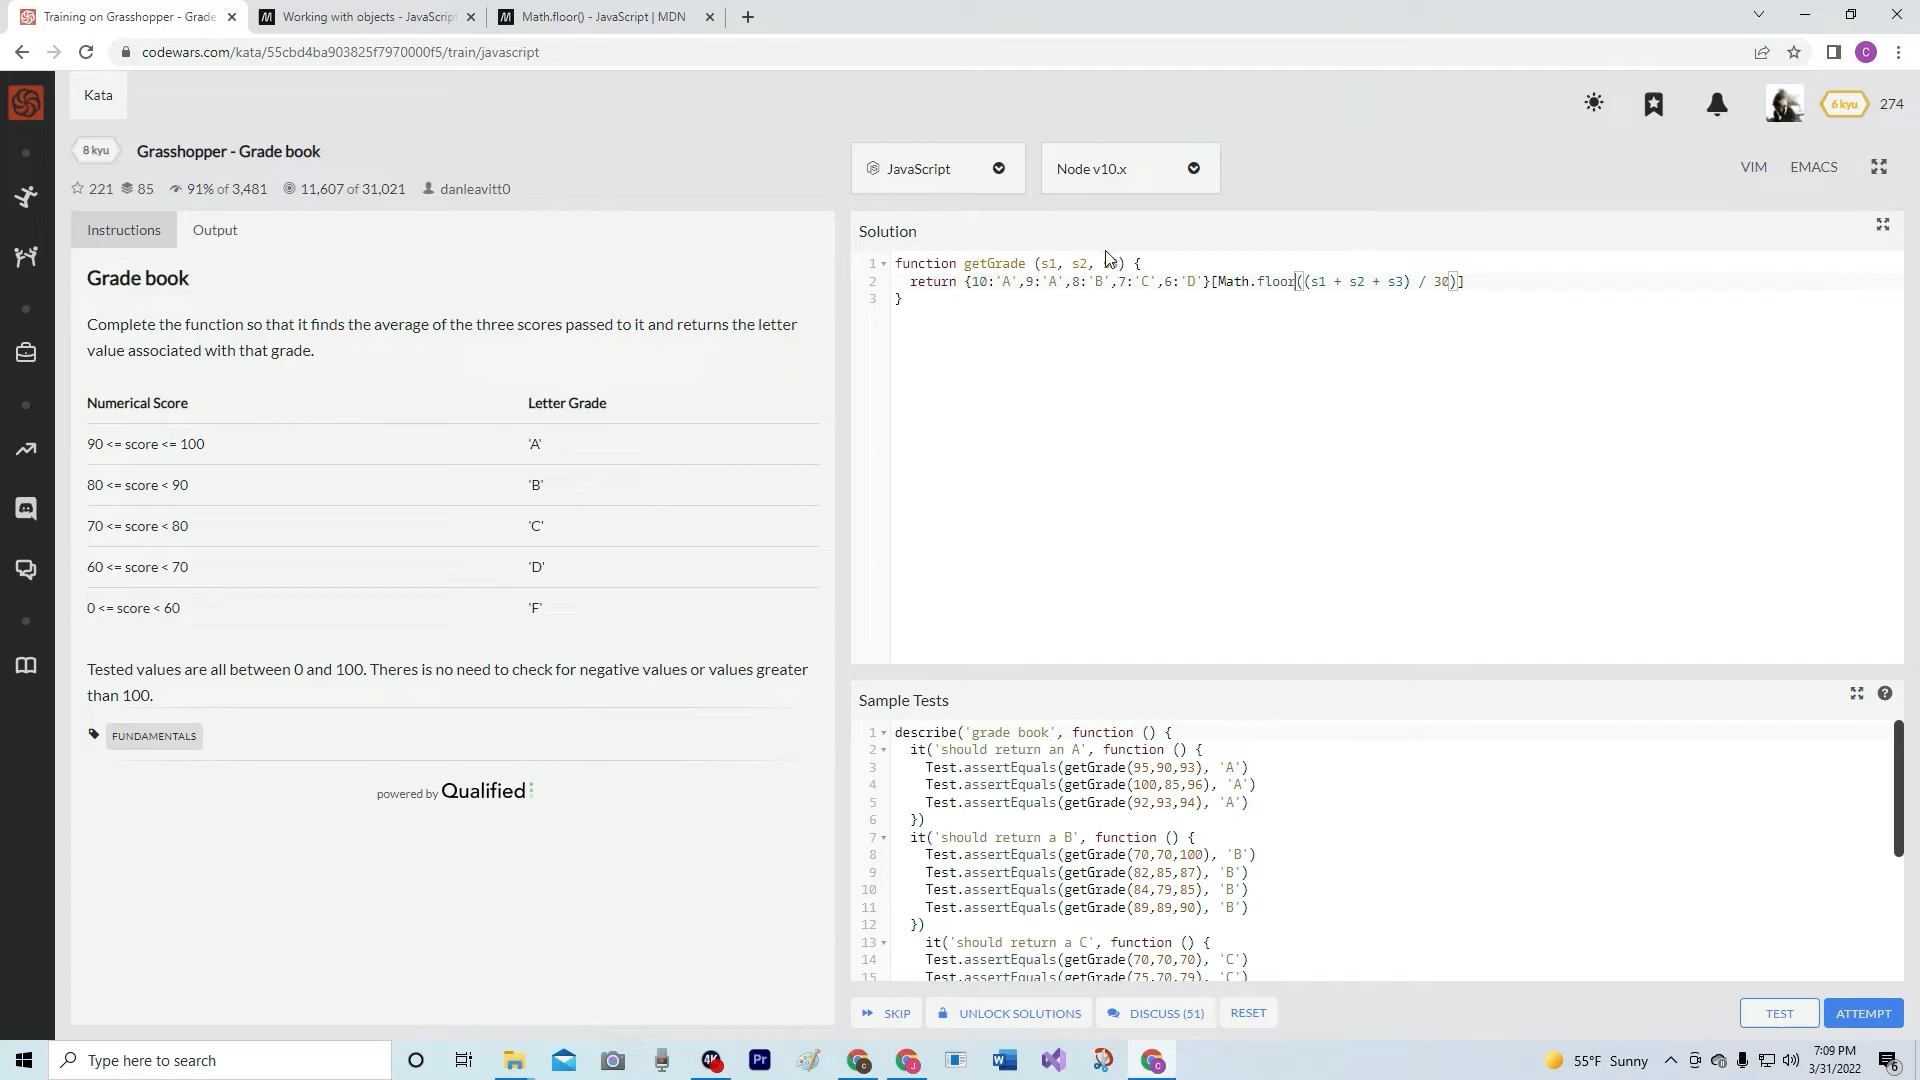 Training on Grasshopper - Grade
Working with objects - JavaScript
Math.floor() - JavaScript | MDN
codewars.com/kata/55cbd4ba903825f7970000f5/train/javascript
C
Kata
6 kyu
274
8 kyu
Grasshopper - Grade book
221
85
91% of 3,481
11,607 of 31,021
danleavitt0
JavaScript
Node v10.x
VIM
EMACS
Instructions
Output
Grade book
Complete the function so that it finds the average of the three scores passed to it and returns the letter
value associated with that grade.
Numerical Score
Letter Grade
90 <= score <= 100
'A'
80 <= score < 90
'B'
70 <= score < 80
'C'
60 <= score < 70
'D'
0 <= score < 60
'F'
Tested values are all between 0 and 100. Theres is no need to check for negative values or values greater
than 100.
FUNDAMENTALS
powered by Qualified
Solution
1 function getGrade (s1, s2, ) {
2 return {10:'A',9:'A',8:'B',7:'C',6:'D'}[Math.floor((s1 + s2 + s3) / 30)]
3 }
Sample Tests
1 describe('grade book', function () {
2 it('should return an A', function () {
3 Test.assertEquals(getGrade(95,90,93), 'A')
4 Test.assertEquals(getGrade(100,85,96), 'A')
5 Test.assertEquals(getGrade(92,93,94), 'A')
6 })
7 it('should return a B', function () {
8 Test.assertEquals(getGrade(70,70,100), 'B')
9 Test.assertEquals(getGrade(82,85,87), 'B')
10 Test.assertEquals(getGrade(84,79,85), 'B')
11 Test.assertEquals(getGrade(89,89,90), 'B')
12 })
13 it('should return a C', function () {
14 Test.assertEquals(getGrade(70,70,70), 'C')
15 Test.assertEquals(getGrade(75,70,79), 'C')
SKIP
UNLOCK SOLUTIONS
DISCUSS (51)
RESET
TEST
ATTEMPT
Type here to search
4K
Pr
55°F Sunny
7:09 PM
3/31/2022
6